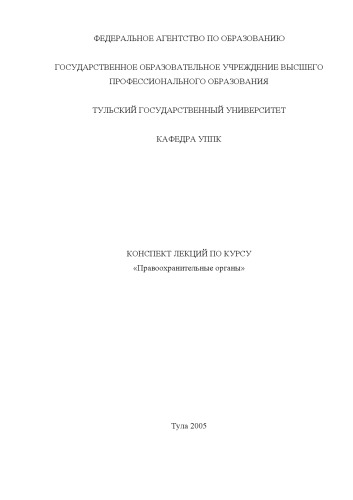 ФЕДЕРАЛЬНОЕ АГЕНТСТВО ПО ОБРАЗОВАНИЮ
ГОСУДАРСТВЕННОЕ ОБРАЗОВАТЕЛЬНОЕ УЧРЕЖДЕНИЕ ВЫСШЕГО
ПРОФЕССИОНАЛЬНОГО ОБРАЗОВАНИЯ
ТУЛЬСКИЙ ГОСУДАРСТВЕННЫЙ УНИВЕРСИТЕТ
КАФЕДРА УППК
КОНСПЕКТ ЛЕКЦИЙ ПО КУРСУ
«Правоохранительные органы»
Тула 2005